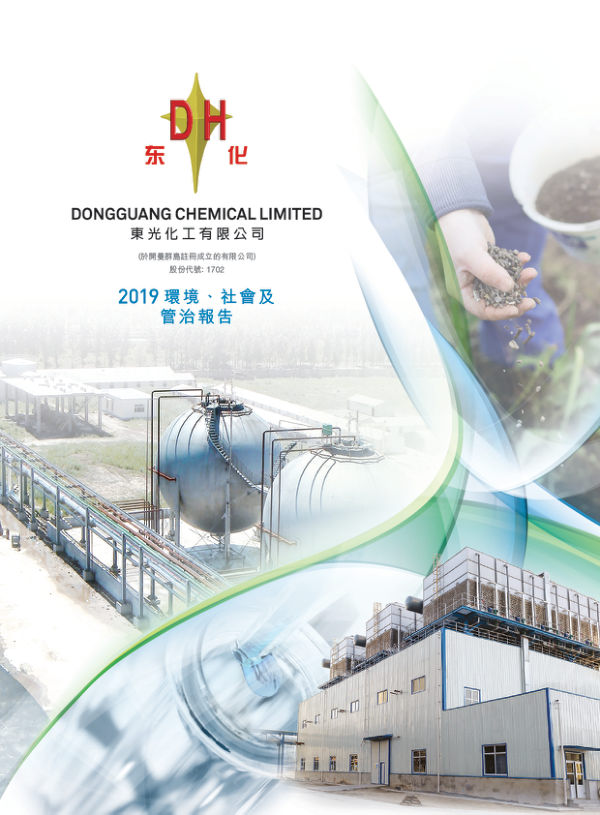 DH
东 化
DONGGUANG CHEMICAL LIMITED
東光化工有限公司
(於開曼群島註冊成立的有限公司)
股份代號: 1702
2019 環境、社會及
管治報告